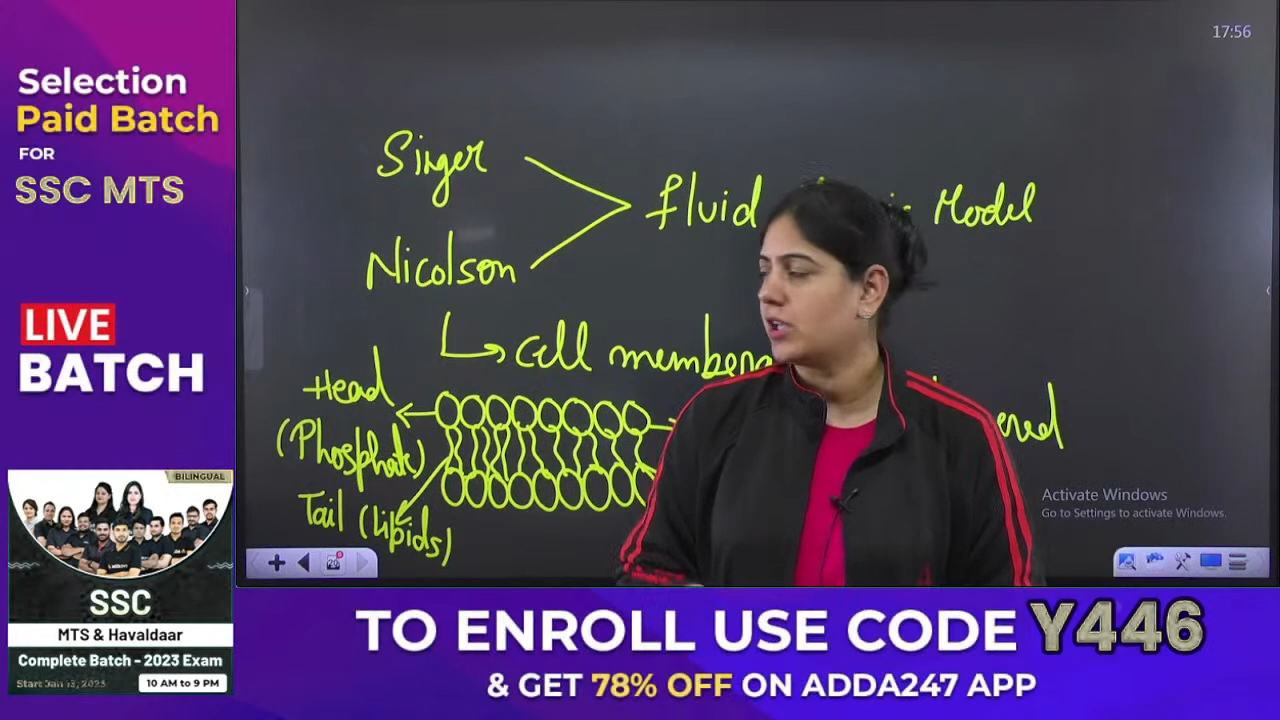 17:56
Selection
Paid Batch
FOR
SSC MTS
LIVE
BATCH
BILINGUAL
SSC
MTS & Havaldaar
Complete Batch - 2023 Exam
10 AM to 9 PM
Singer
Nicolson
fluid
Model
cell
Head
(Phosphate)
Tail (Lipids)
Activate Windows
Go to Settings to activate Windows.
TO ENROLL USE CODE Y446
& GET 78% OFF ON ADDA247 APP